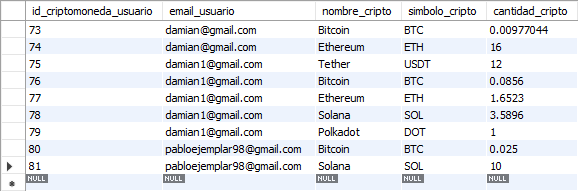 id_criptomoneda_usuario email_usuario nombre_cripto simbolo_cripto cantidad_cripto
73 damian@gmail.com Bitcoin BTC 0.00977044
74 damian@gmail.com Ethereum ETH 16
75 damian1@gmail.com Tether USDT 12
76 damian1@gmail.com Bitcoin BTC 0.0856
77 damian1@gmail.com Ethereum ETH 1.6523
78 damian1@gmail.com Solana SOL 3.5896
79 damian1@gmail.com Polkadot DOT 1
80 pabloejemplar98@gmail.com Bitcoin BTC 0.025
81 pabloejemplar98@gmail.com Solana SOL 10
NULL NULL NULL NULL NULL